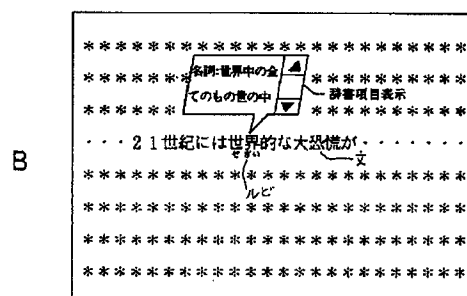 * * * * * * * * * * * * * * * * * * * *
* * * * * * * * * * * *
名詞:世界中の全
てのもの世の中
辞書項目表示
* * * * * * * * * *
・・・21世紀には世界的な大恐慌が・・・・・・
せかい
文
* * * * * * * * * * * * * * * * * * * *
ルビ
* * * * * * * * * * * * * * * * * * * *
* * * * * * * * * * * * * * * * * * * *
* * * * * * * * * * * * * * * * * * * *
B